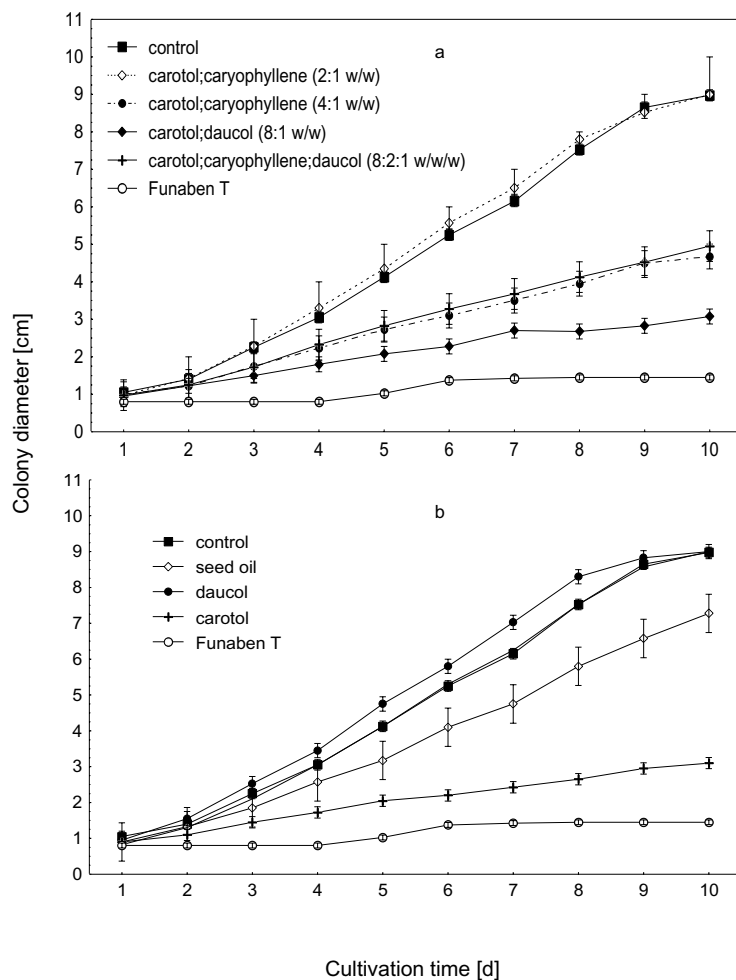 a
11
10
9
8
7
6
5
4
3
2
1
0
control
carotol;caryophyllene (2:1 w/w)
carotol;caryophyllene (4:1 w/w)
carotol;daucol (8:1 w/w)
carotol;caryophyllene;daucol (8:2:1 w/w/w)
Funaben T
1 2 3 4 5 6 7 8 9 10
Colony diameter [cm]
b
11
10
9
8
7
6
5
4
3
2
1
0
control
seed oil
daucol
carotol
Funaben T
1 2 3 4 5 6 7 8 9 10
Cultivation time [d]